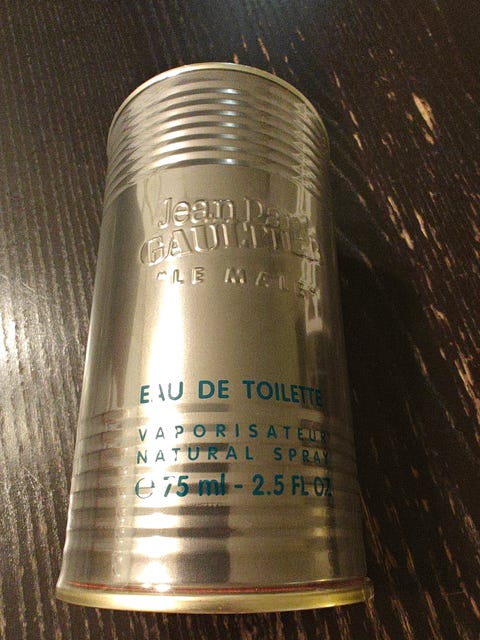 Jean Paul
GAULTIER
"LE MALE"
EAU DE TOILETTE
VAPORISATEUR
NATURAL SPRAY
℮ 75 ml - 2.5 FL OZ